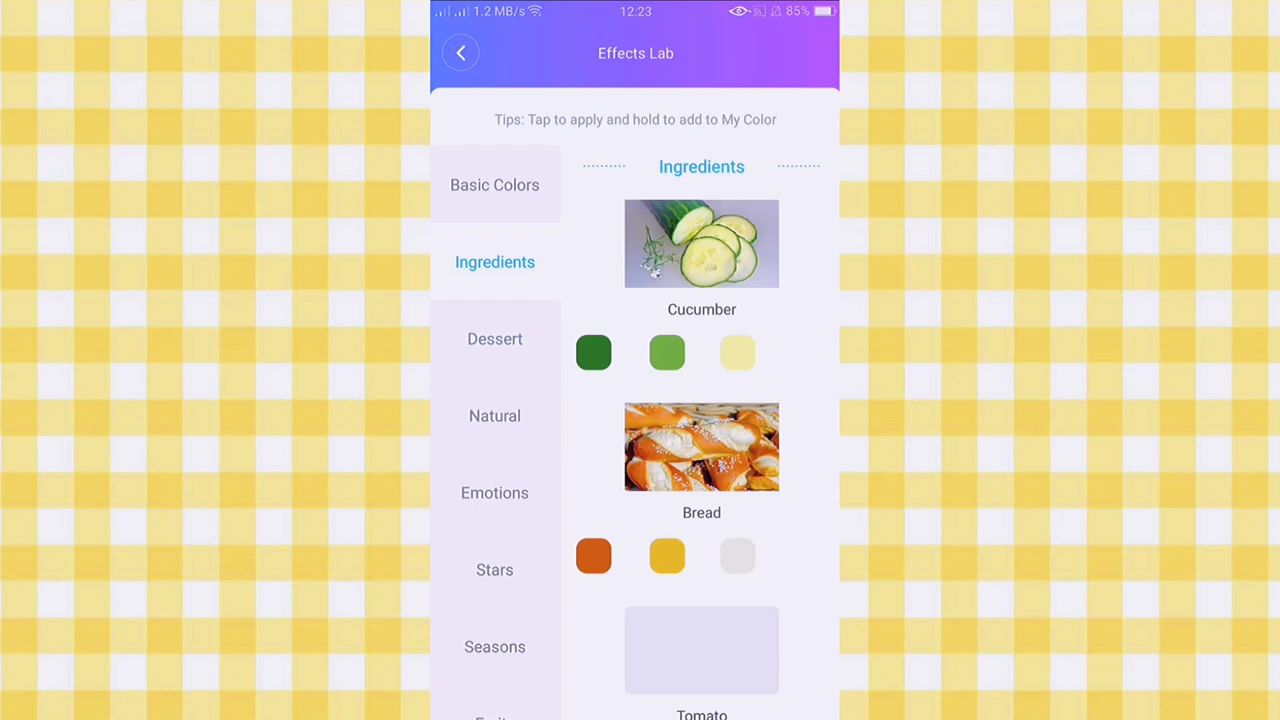 1.2 MB/s 12:23 85%
Effects Lab
Tips: Tap to apply and hold to add to My Color
Basic Colors
Ingredients
Dessert
Natural
Emotions
Stars
Seasons
Ingredients
Cucumber
Bread
Tomato